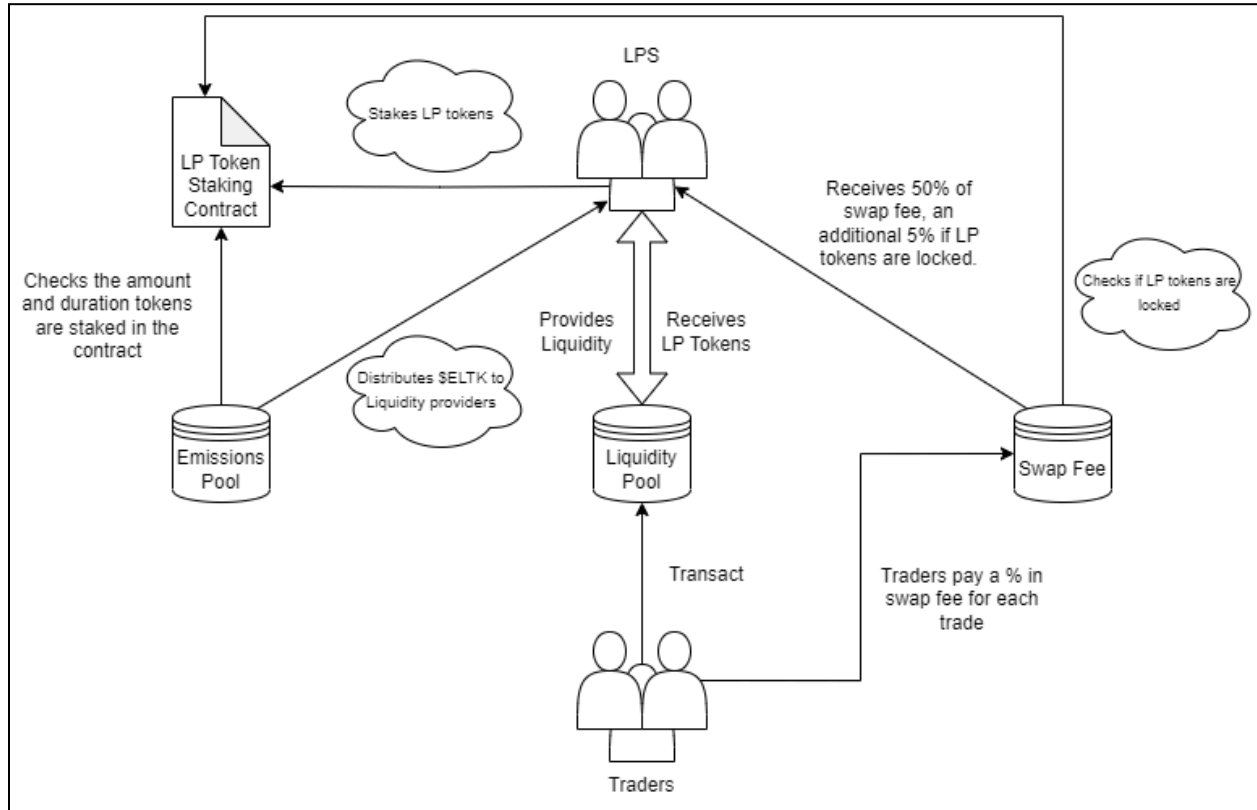 LPS
Stakes LP tokens
LP Token
Staking
Contract
Receives 50% of
swap fee, an
additional 5% if LP
tokens are locked.
Checks if LP tokens are
locked
Checks the amount
and duration tokens
are staked in the
contract
Provides
Liquidity
Receives
LP Tokens
Distributes $ELTK to
Liquidity providers
Emissions
Pool
Liquidity
Pool
Swap Fee
Transact
Traders pay a % in
swap fee for each
trade
Traders